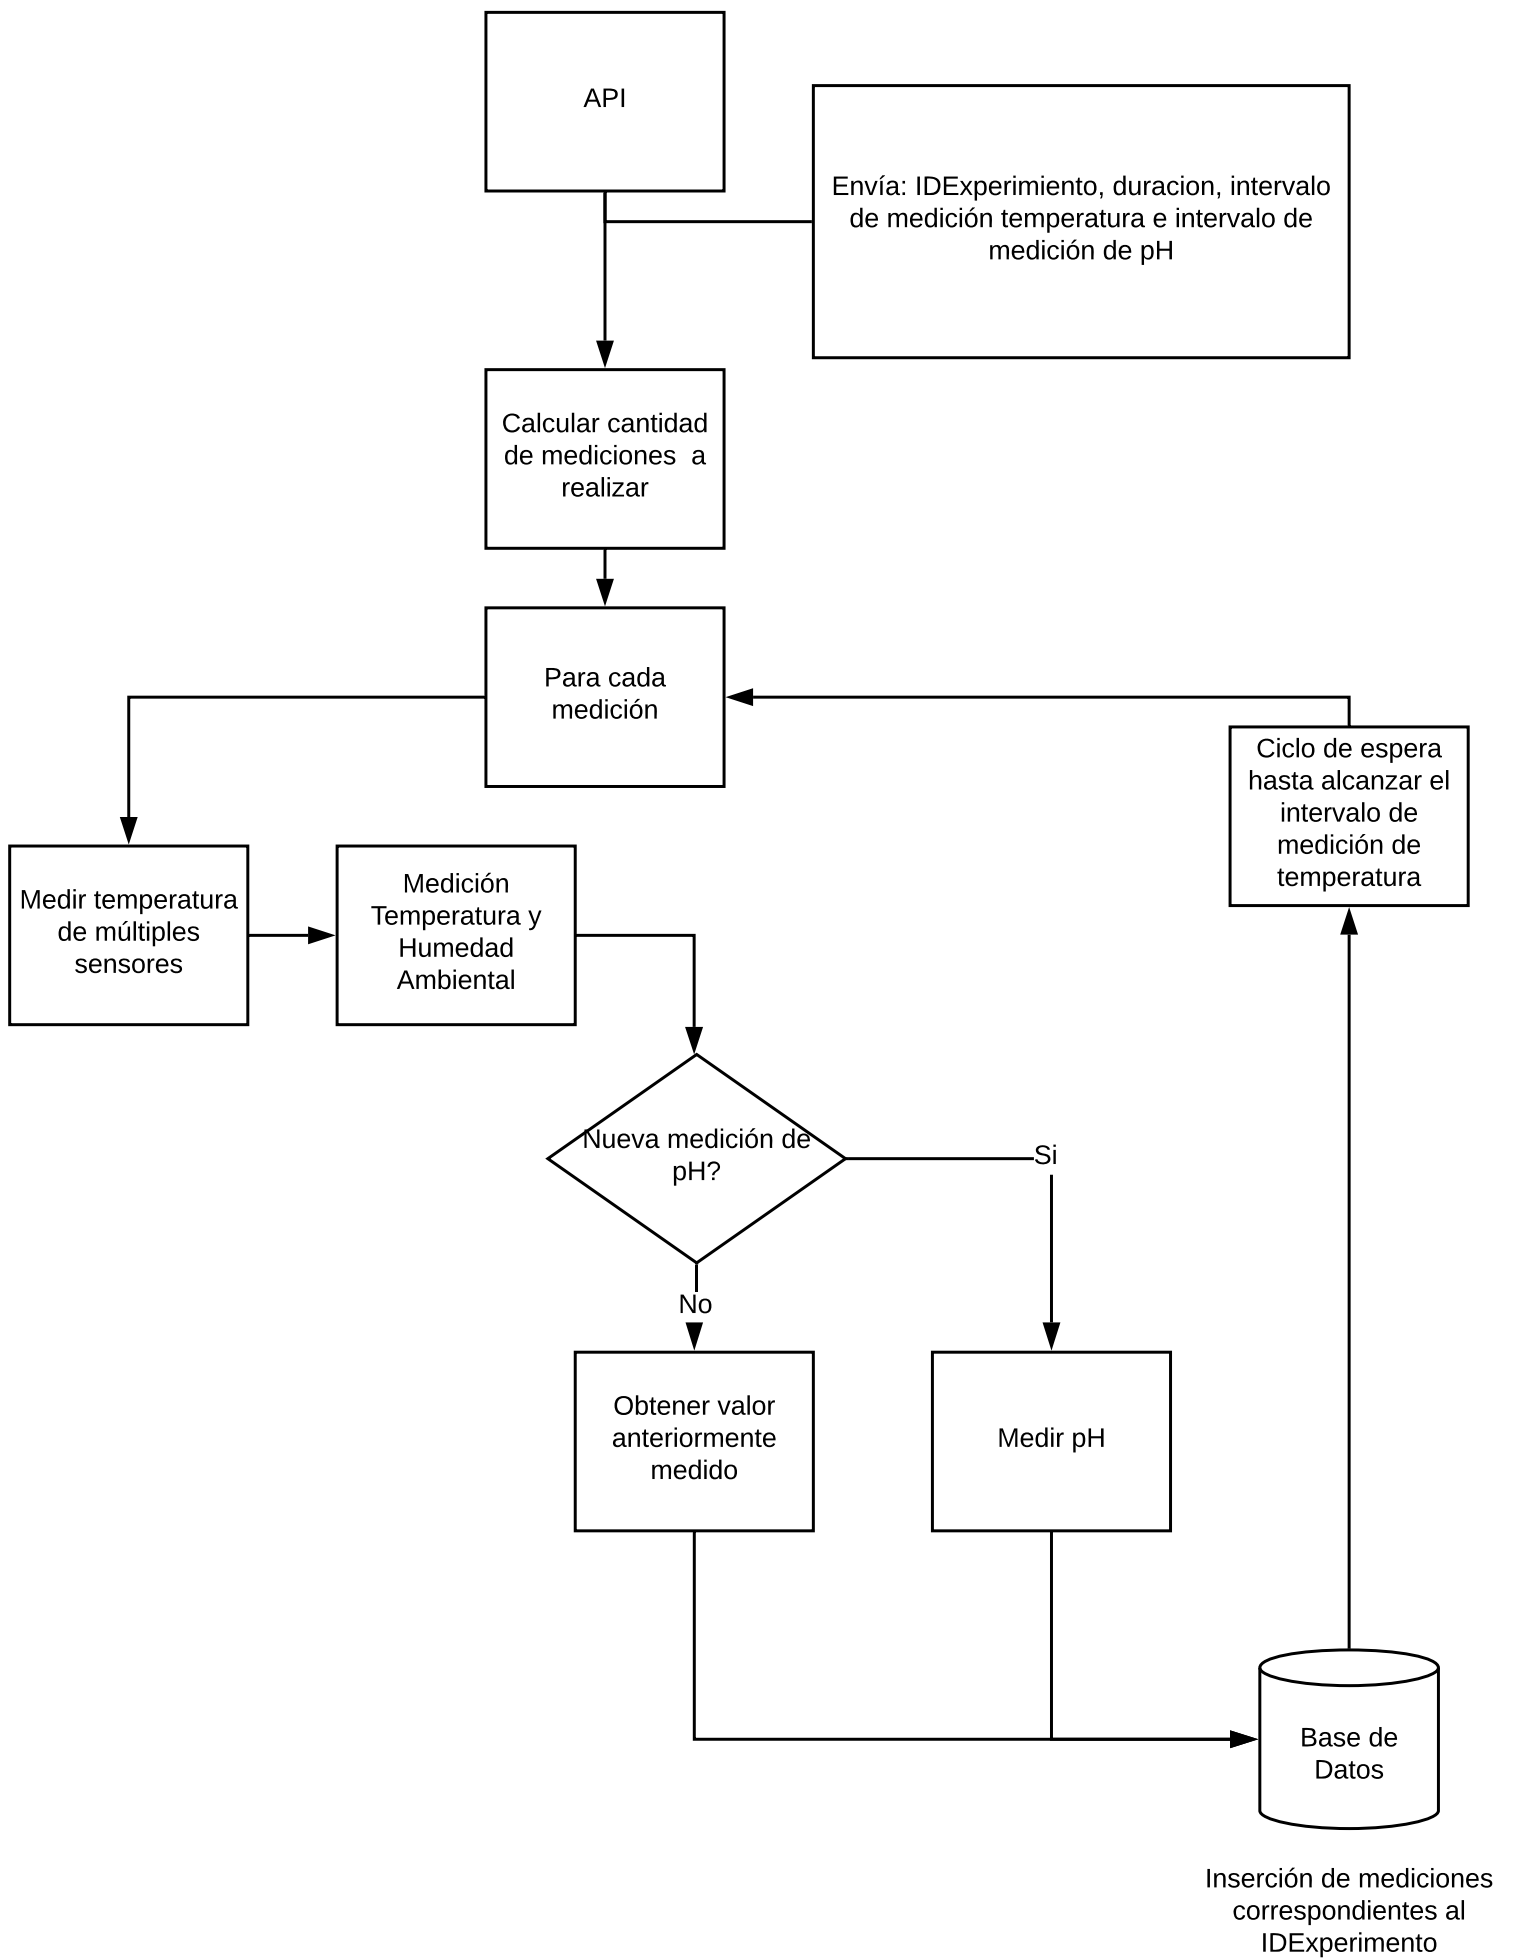 API
Envía: IDExperimiento, duracion, intervalo
de medición temperatura e intervalo de
medición de pH
Calcular cantidad
de mediciones  a
realizar
Para cada
medición
Ciclo de espera
hasta alcanzar el
intervalo de
medición de
temperatura
Medir temperatura
de múltiples
sensores
Medición
Temperatura y
Humedad
Ambiental
Nueva medición de
pH?
Si
No
Obtener valor
anteriormente
medido
Medir pH
Base de
Datos
Inserción de mediciones
correspondientes al
IDExperimento